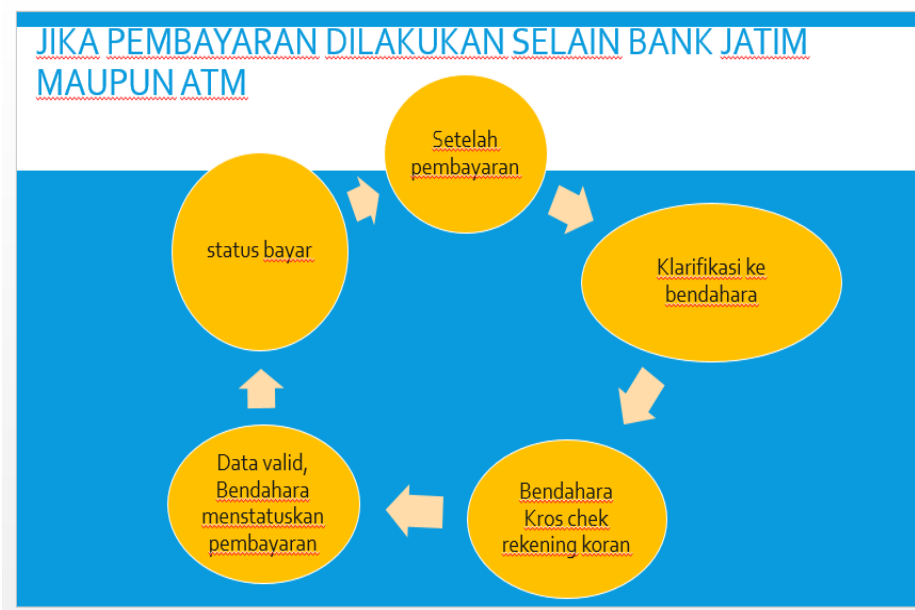 JIKA PEMBAYARAN DILAKUKAN SELAIN BANK JATIM
MAUPUN ATM
Setelah
pembayaran
Klarifikasi ke
bendahara
Bendahara
Kros chek
rekening koran
Data valid,
Bendahara
menstatuskan
pembayaran
status bayar